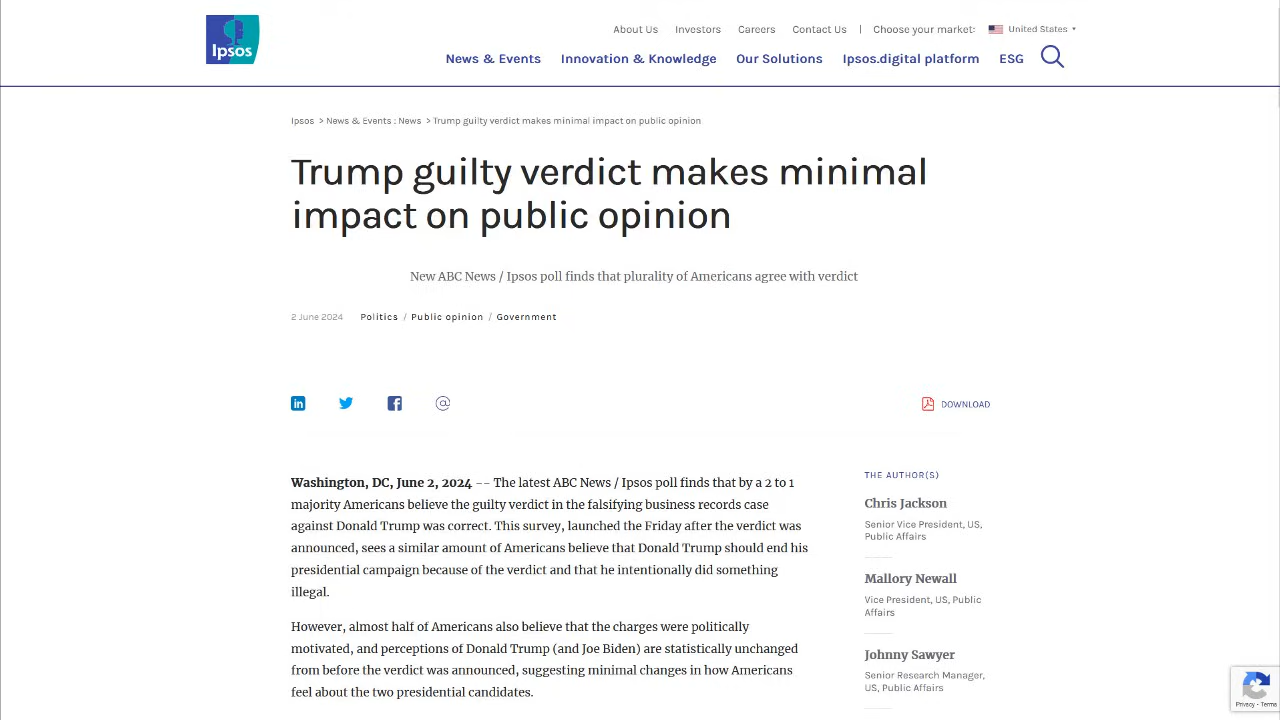 Ipsos
About Us Investors Careers Contact Us | Choose your market: United States
News & Events Innovation & Knowledge Our Solutions Ipsos.digital platform ESG
Ipsos > News & Events : News > Trump guilty verdict makes minimal impact on public opinion
Trump guilty verdict makes minimal
impact on public opinion
New ABC News / Ipsos poll finds that plurality of Americans agree with verdict
2 June 2024 Politics / Public opinion / Government
DOWNLOAD
Washington, DC, June 2, 2024 -- The latest ABC News / Ipsos poll finds that by a 2 to 1
majority Americans believe the guilty verdict in the falsifying business records case
against Donald Trump was correct. This survey, launched the Friday after the verdict was
announced, sees a similar amount of Americans believe that Donald Trump should end his
presidential campaign because of the verdict and that he intentionally did something
illegal.
However, almost half of Americans also believe that the charges were politically
motivated, and perceptions of Donald Trump (and Joe Biden) are statistically unchanged
from before the verdict was announced, suggesting minimal changes in how Americans
feel about the two presidential candidates.
THE AUTHOR(S)
Chris Jackson
Senior Vice President, US,
Public Affairs
Mallory Newall
Vice President, US, Public
Affairs
Johnny Sawyer
Senior Research Manager,
US, Public Affairs
Privacy - Terms